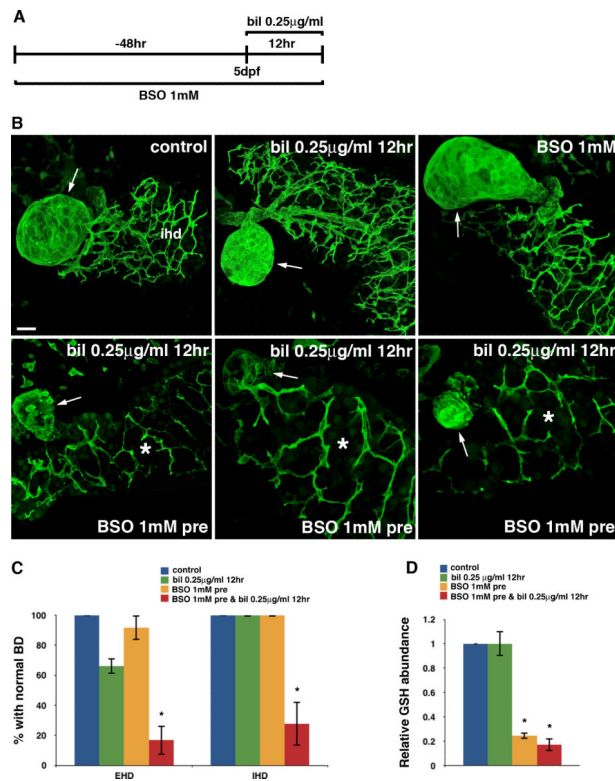 A
bil 0.25µg/ml
-48hr 12hr
5dpf
BSO 1mM
B
control
ihd
bil 0.25µg/ml 12hr
BSO 1mM
bil 0.25µg/ml 12hr
*
BSO 1mM pre
bil 0.25µg/ml 12hr
*
BSO 1mM pre
bil 0.25µg/ml 12hr
*
BSO 1mM pre
C
control
bil 0.25µg/ml 12hr
BSO 1mM pre
BSO 1mM pre & bil 0.25µg/ml 12hr
% with normal BD
100
80
60
40
20
0
*
*
EHD IHD
D
control
bil 0.25 µg/ml 12hr
BSO 1mM pre
BSO 1mM pre & bil 0.25µg/ml 12hr
Relative GSH abundance
1.2
1
0.8
0.6
0.4
0.2
0
* *